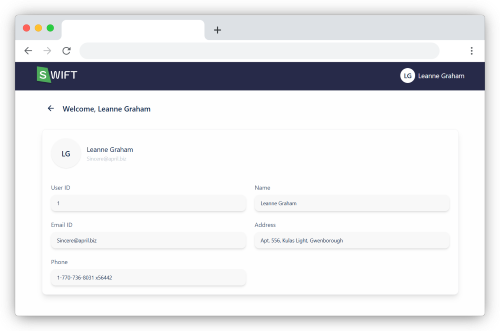 SWIFT
LG Leanne Graham
Welcome, Leanne Graham
LG
Leanne Graham
Sincere@april.biz
User ID
Name
1
Leanne Graham
Email ID
Address
Sincere@april.biz
Apt. 556, Kulas Light, Gwenborough
Phone
1-770-736-8031 x56442